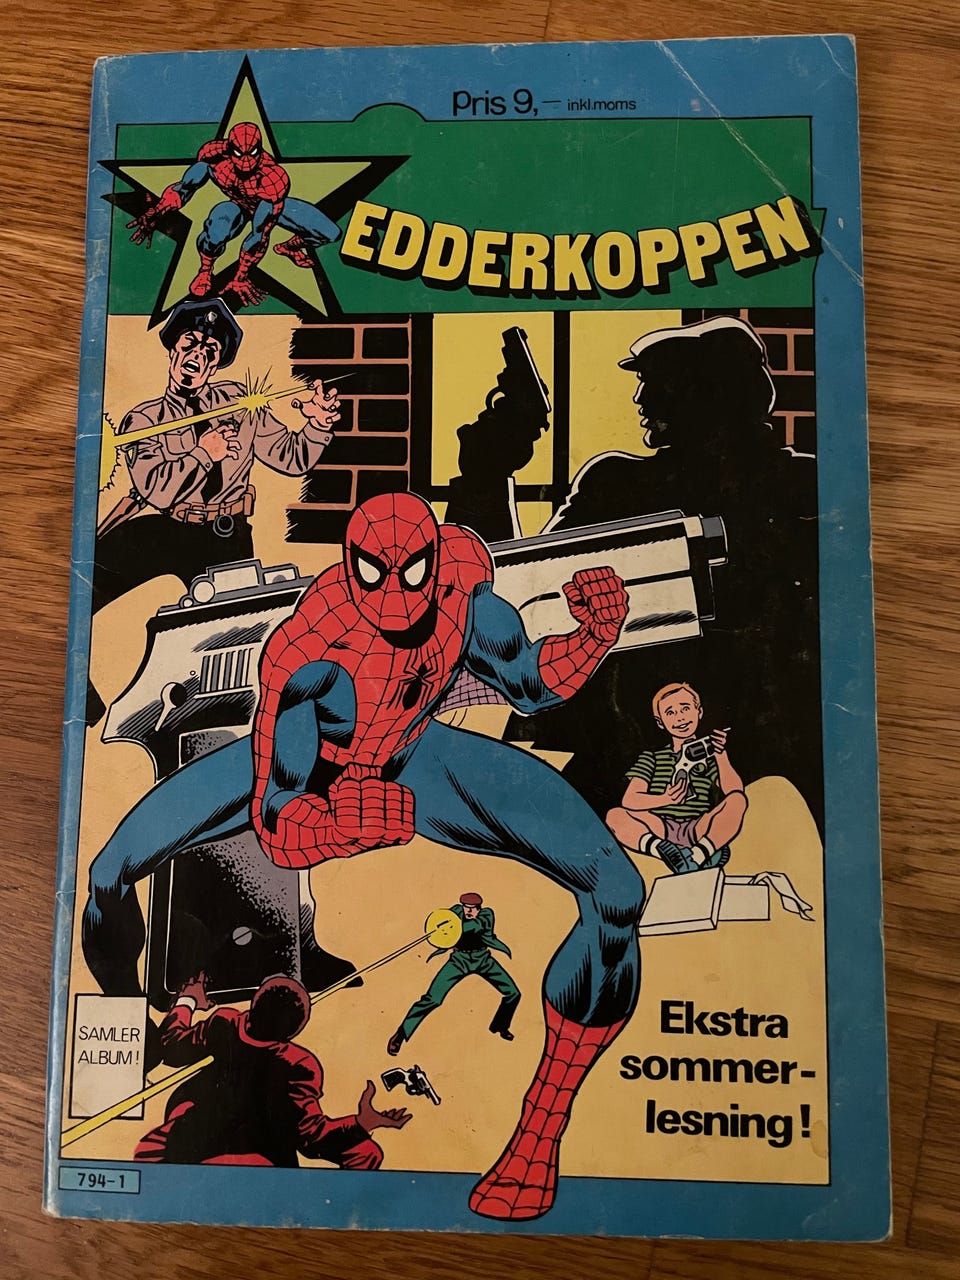 Pris 9,— inkl.moms
EDDERKOPPEN
SAMLER
ALBUM!
Ekstra
sommer-
lesning!
794-1